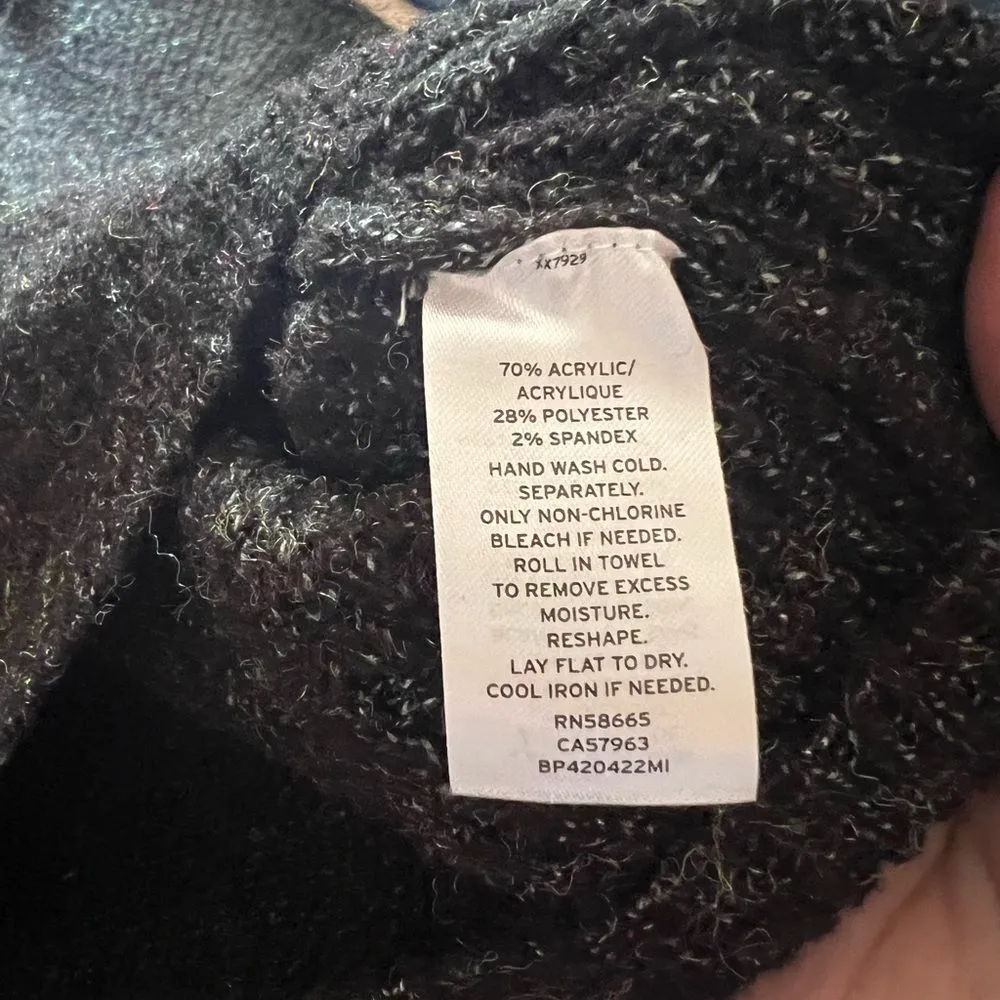 xx7929
70% ACRYLIC/
ACRYLIQUE
28% POLYESTER
2% SPANDEX
HAND WASH COLD.
SEPARATELY.
ONLY NON-CHLORINE
BLEACH IF NEEDED.
ROLL IN TOWEL
TO REMOVE EXCESS
MOISTURE.
RESHAPE.
LAY FLAT TO DRY.
COOL IRON IF NEEDED.
RN58665
CA57963
BP420422MI